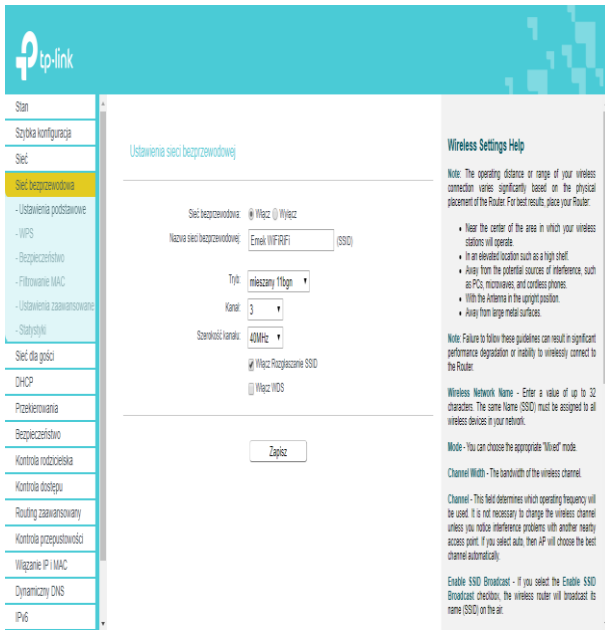 tp-link
Stan
Szybka konfiguracja
Sieć
Sieć bezprzewodowa
- Ustawienia podstawowe
- WPS
- Bezpieczeństwo
- Filtrowanie MAC
- Ustawienia zaawansowane
- Statystyki
Sieć dla gości
DHCP
Przekierowania
Bezpieczeństwo
Kontrola rodzicielska
Kontrola dostępu
Routing zaawansowany
Kontrola przepustowości
Wiązanie IP i MAC
Dynamiczny DNS
IPv6
Ustawienia sieci bezprzewodowej
Sieć bezprzewodowa: Włącz Wyłącz
Nazwa sieci bezprzewodowej: Emek WIFIRIFI (SSID)
Tryb: mieszany 11bgn
Kanał: 3
Szerokość kanału: 40MHz
Włącz Rozgłaszanie SSID
Włącz WDS
Zapisz
Wireless Settings Help
Note: The operating distance or range of your wireless
connection varies significantly based on the physical
placement of the Router. For best results, place your Router:
Near the center of the area in which your wireless
stations will operate.
In an elevated location such as a high shelf.
Away from the potential sources of interference, such
as PCs, microwaves, and cordless phones.
With the Antenna in the upright position.
Away from large metal surfaces.
Note: Failure to follow these guidelines can result in significant
performance degradation or inability to wirelessly connect to
the Router.
Wireless Network Name - Enter a value of up to 32
characters. The same Name (SSID) must be assigned to all
wireless devices in your network.
Mode - You can choose the appropriate "Mixed" mode.
Channel Width - The bandwidth of the wireless channel.
Channel - This field determines which operating frequency will
be used. It is not necessary to change the wireless channel
unless you notice interference problems with another nearby
access point. If you select auto, then AP will choose the best
channel automatically.
Enable SSID Broadcast - If you select the Enable SSID
Broadcast checkbox, the wireless router will broadcast its
name (SSID) on the air.